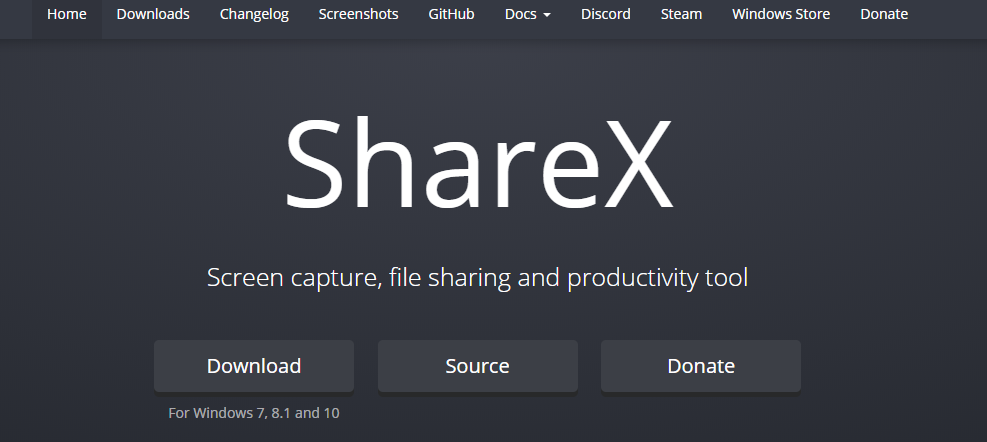 Home Downloads Changelog Screenshots GitHub Docs Discord Steam Windows Store Donate
ShareX
Screen capture, file sharing and productivity tool
Download Source Donate
For Windows 7, 8.1 and 10